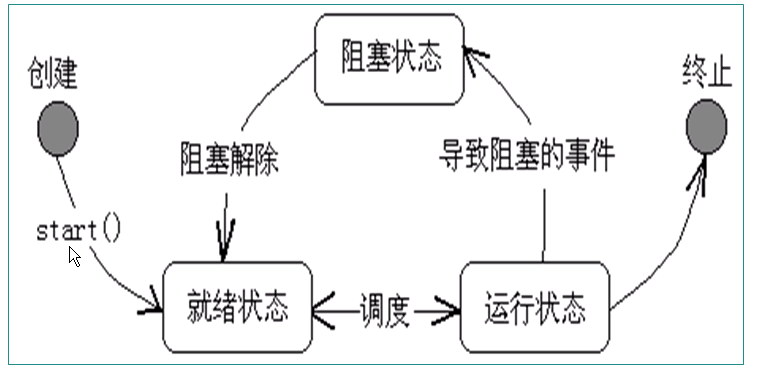 阻塞状态
创建
终止
阻塞解除
导致阻塞的事件
start()
就绪状态
调度
运行状态